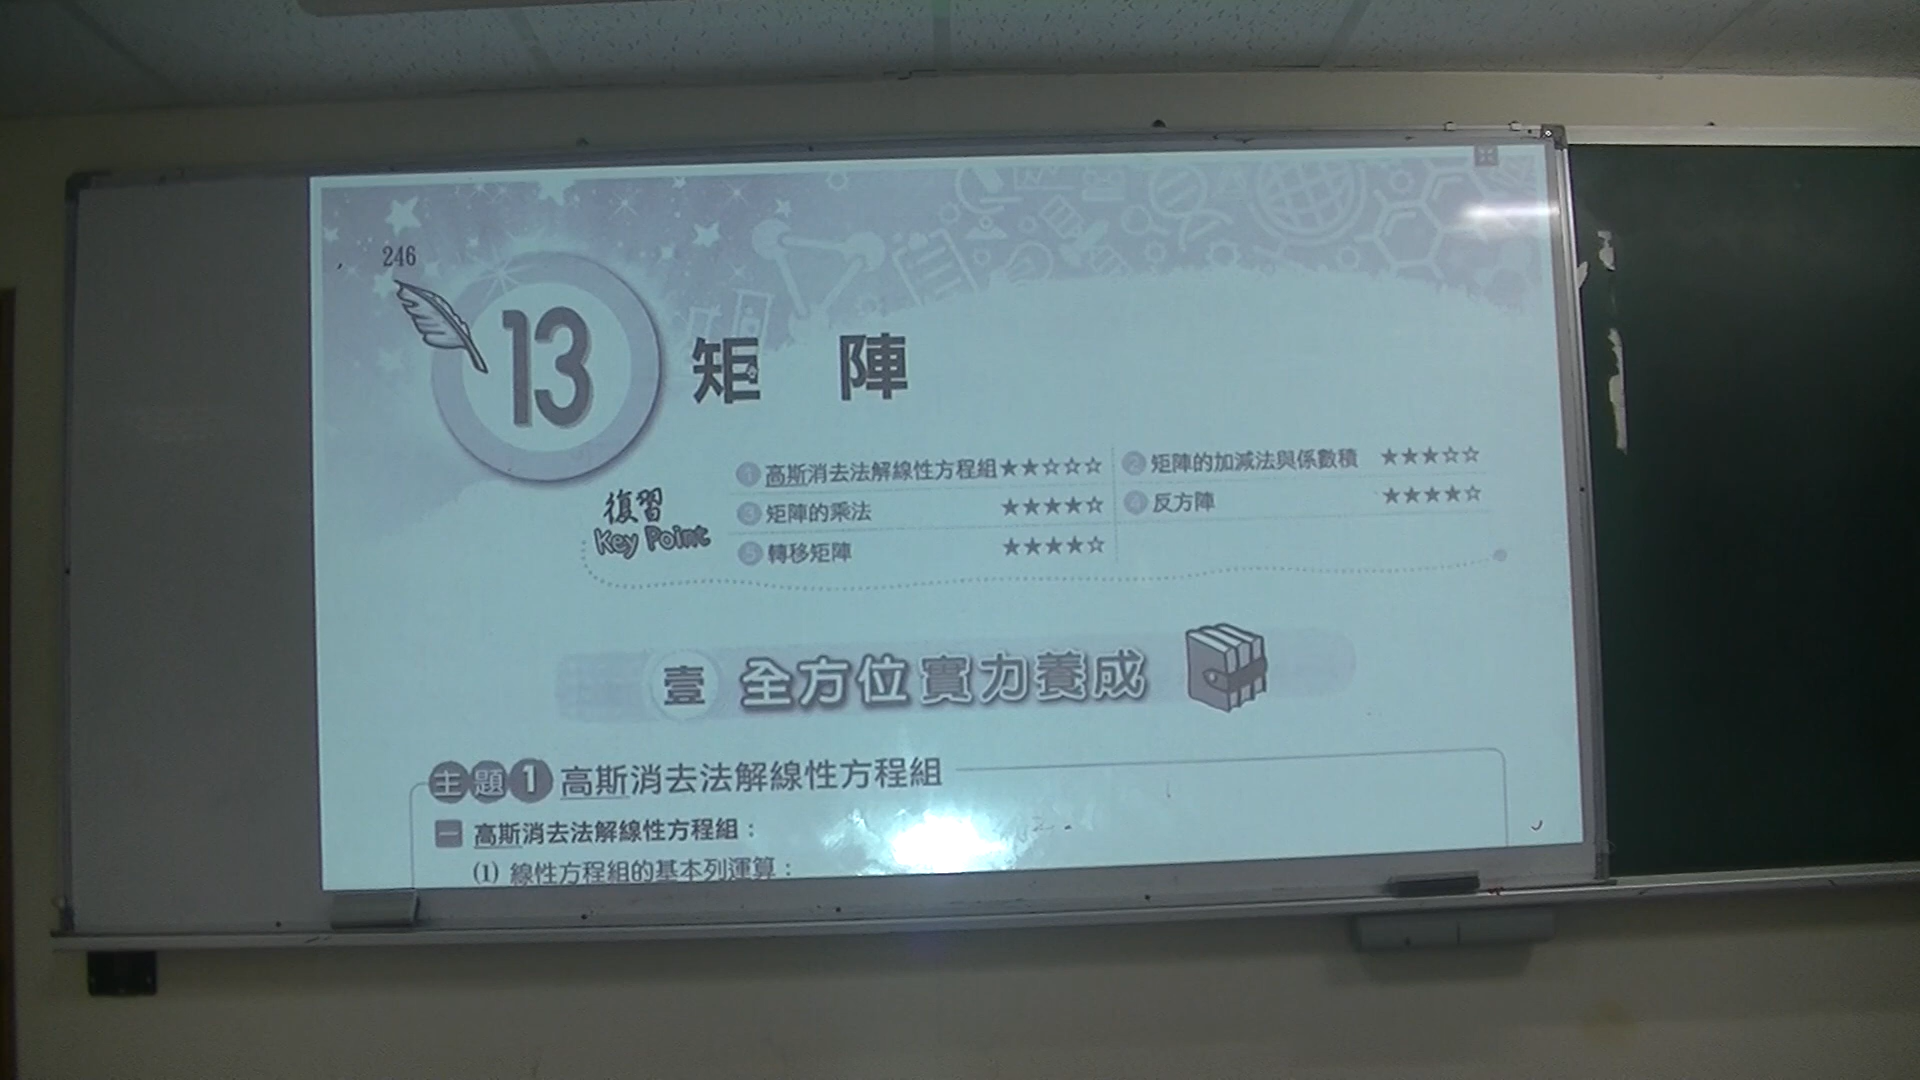 246
13 矩 陣
復習
Key Point
1 高斯消去法解線性方程組★★☆☆☆
2 矩陣的加減法與係數積 ★★★☆☆
3 矩陣的乘法 ★★★★☆
4 反方陣 ★★★★☆
5 轉移矩陣 ★★★★☆
壹 全方位實力養成
主題1 高斯消去法解線性方程組
一 高斯消去法解線性方程組：
(1) 線性方程組的基本列運算：